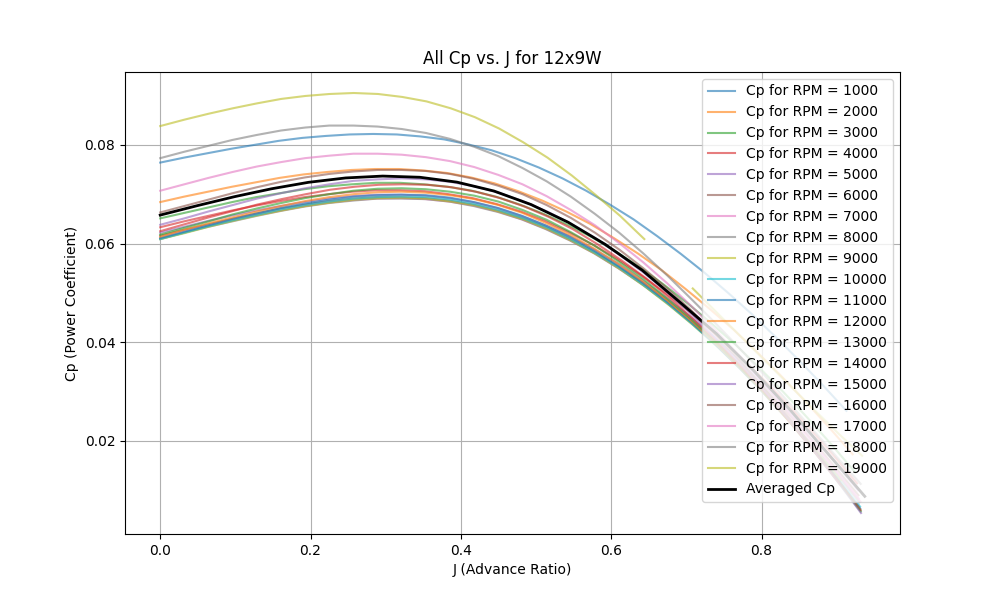 All Cp vs. J for 12x9W
Cp (Power Coefficient)
0.08
0.06
0.04
0.02
0.0
0.2
0.4
0.6
0.8
J (Advance Ratio)
Cp for RPM = 1000
Cp for RPM = 2000
Cp for RPM = 3000
Cp for RPM = 4000
Cp for RPM = 5000
Cp for RPM = 6000
Cp for RPM = 7000
Cp for RPM = 8000
Cp for RPM = 9000
Cp for RPM = 10000
Cp for RPM = 11000
Cp for RPM = 12000
Cp for RPM = 13000
Cp for RPM = 14000
Cp for RPM = 15000
Cp for RPM = 16000
Cp for RPM = 17000
Cp for RPM = 18000
Cp for RPM = 19000
Averaged Cp